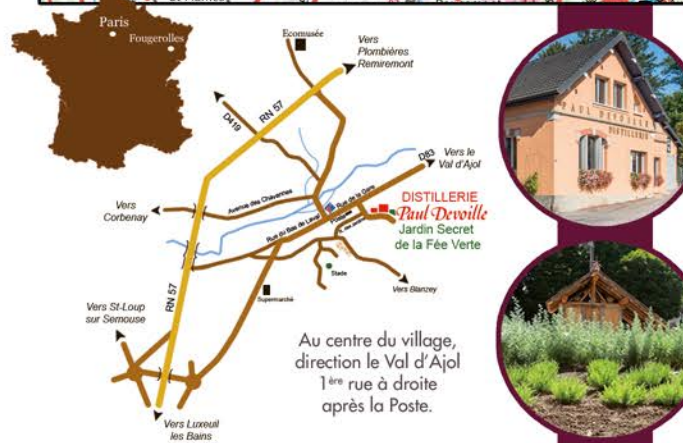 Paris
Fougerolles
Ecomusée
Vers
Plombières
Remiremont
RN 57
D419
D83
Vers le
Val d'Ajol
Vers
Corbenay
Avenue des Chavannes
Rue de la Gare
Rue du Bas de Laval
DISTILLERIE
Paul Devoille
Jardin Secret
de la Fée Verte
PAUL DEVOILLE
DISTILLERIE
Stade
Vers Blanzey
Supermarché
RN 57
Vers St-Loup
sur Semouse
Vers Luxeuil
les Bains
Au centre du village,
direction le Val d'Ajol
1ère rue à droite
après la Poste.